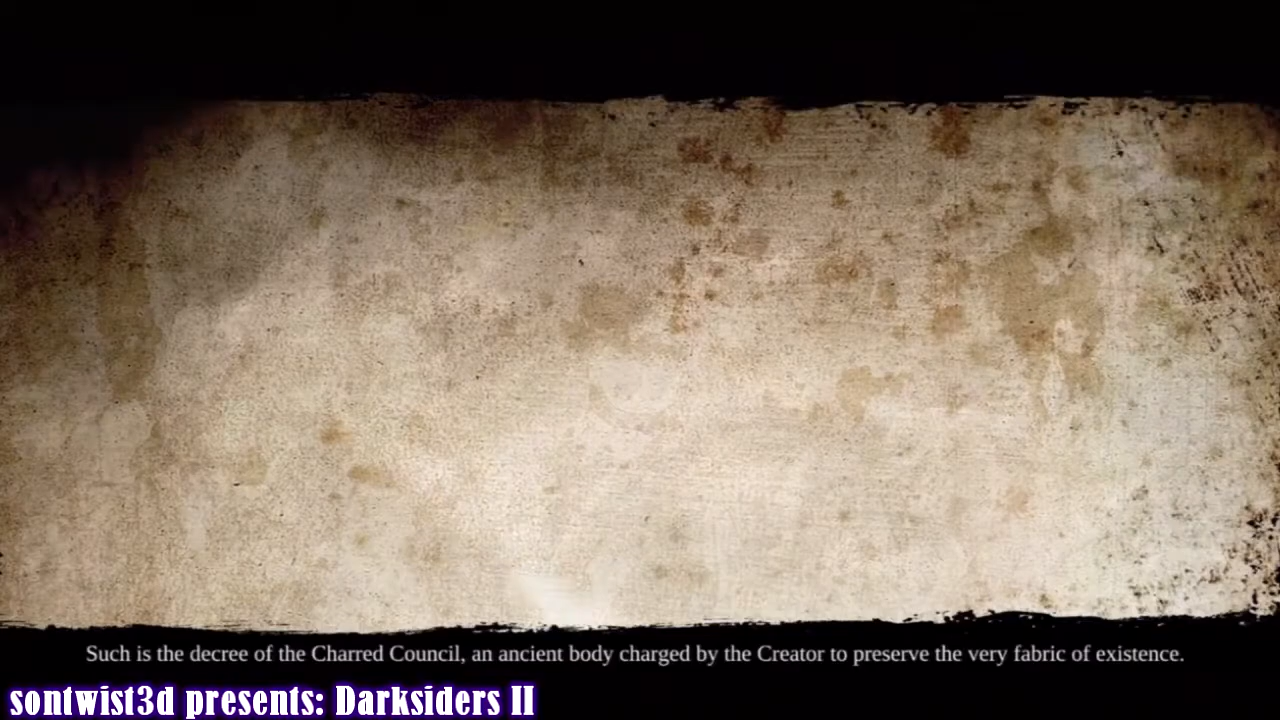 Such is the decree of the Charred Council, an ancient body charged by the Creator to preserve the very fabric of existence.
sontwist3d presents: Darksiders II